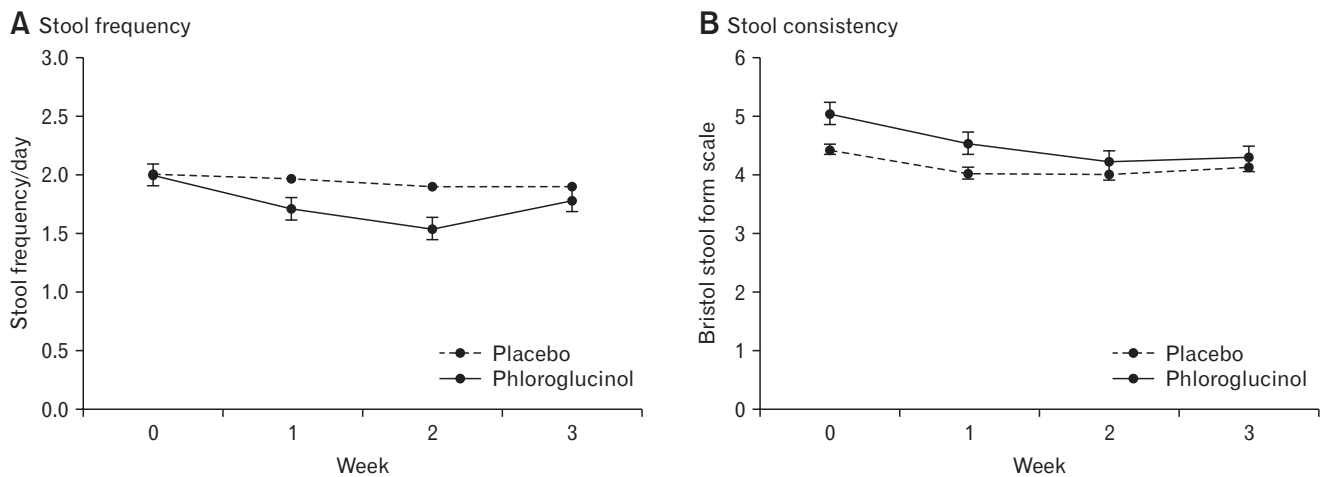 A Stool frequency
3.0
2.5
2.0
1.5
1.0
0.5
0.0
Stool frequency/day
Placebo
Phloroglucinol
0 1 2 3
Week
B Stool consistency
6
5
4
3
2
1
0
Bristol stool form scale
Placebo
Phloroglucinol
0 1 2 3
Week